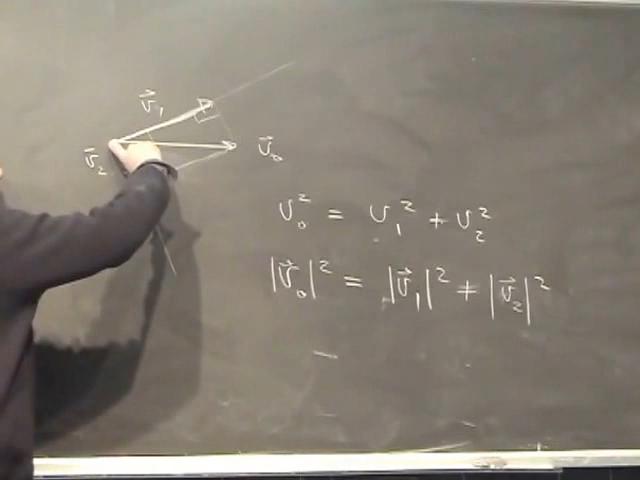 v⃗₁
v⃗₂ v⃗₀
v₀² = v₁² + v₂²
|v⃗₀|² = |v⃗₁|² + |v⃗₂|²